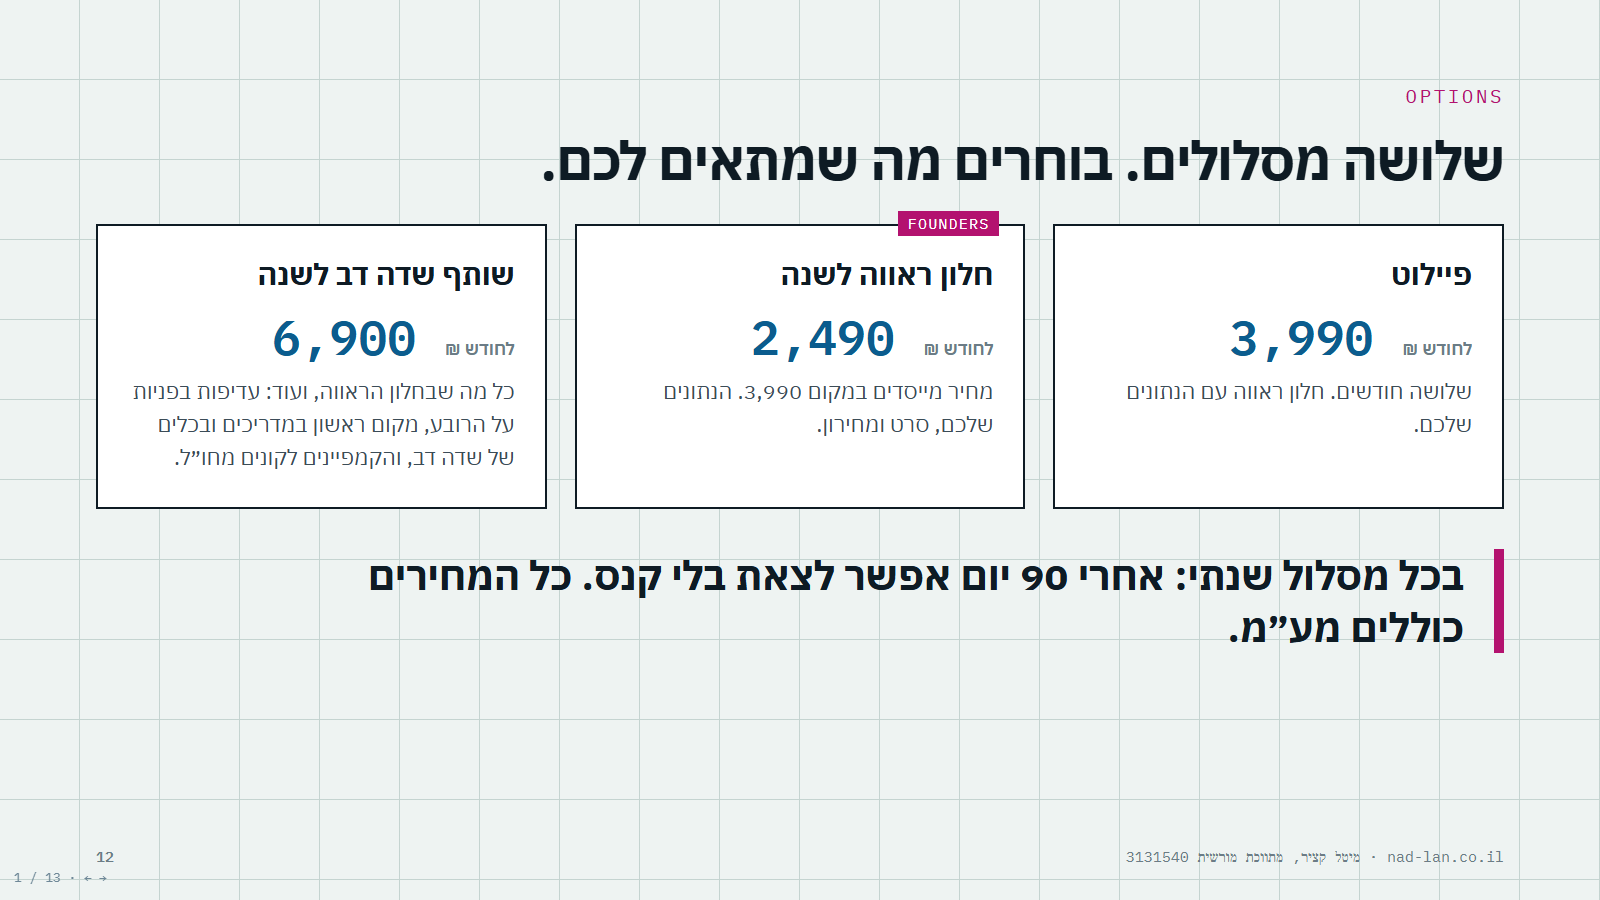 OPTIONS
שלושה מסלולים. בוחרים מה שמתאים לכם.
פיילוט
לחודש ₪ 3,990
שלושה חודשים. חלון ראווה עם הנתונים
שלכם.
FOUNDERS
חלון ראווה לשנה
לחודש ₪ 2,490
מחיר מייסדים במקום 3,990. הנתונים
שלכם, סרט ומחירון.
שותף שדה דב לשנה
לחודש ₪ 6,900
כל מה שבחלון הראווה, ועוד: עדיפות בפניות
על הרובע, מקום ראשון במדריכים ובכלים
של שדה דב, והקמפיינים לקונים מחו״ל.
בכל מסלול שנתי: אחרי 90 יום אפשר לצאת בלי קנס. כל המחירים
כוללים מע״מ.
nad-lan.co.il · מיטל קציר, מתווכת מורשית 3131540
12
1 / 13 · ← →